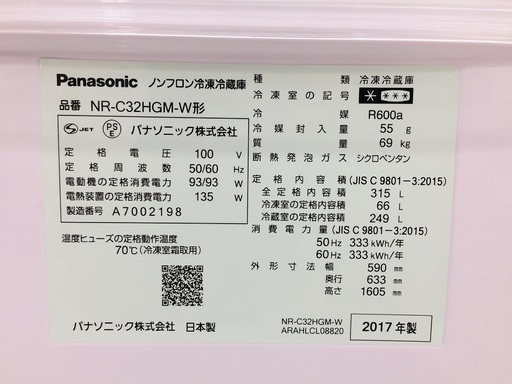 Panasonic ノンフロン冷凍冷蔵庫
品番 NR-C32HGM-W形
S JET PS E パナソニック株式会社
定格電圧 100 V
定格周波数 50/60 Hz
電動機の定格消費電力 93/93 W
電熱装置の定格消費電力 135 W
製造番号 A7002198
温度ヒューズの定格動作温度
70℃(冷凍室霜取用)
パナソニック株式会社 日本製
種類 冷凍冷蔵庫
冷凍室の記号 * ***
冷媒 R600a
冷媒封入量 55 g
質量 69 kg
断熱発泡ガス シクロペンタン
定格内容積 (JIS C 9801-3:2015)
全定格内容積 315 L
冷凍室の定格内容積 66 L
冷蔵室の定格内容積 249 L
消費電力量 (JIS C 9801-3:2015)
50 Hz 333 kWh/年
60 Hz 333 kWh/年
外形寸法 幅 590 mm
奥行 633 mm
高さ 1605 mm
NR-C32HGM-W
ARAHLCL08820
2017年製